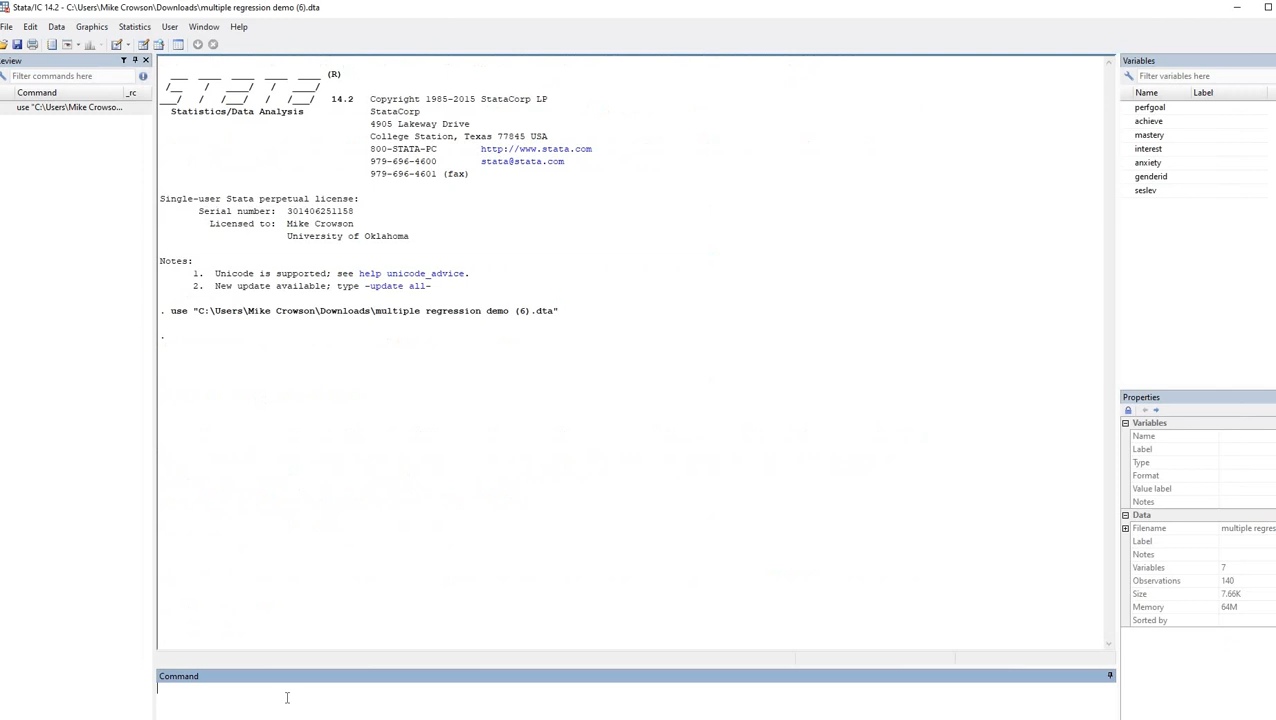 Stata/IC 14.2 - C:\Users\Mike Crowson\Downloads\multiple regression demo (6).dta
File Edit Data Graphics Statistics User Window Help
eview
Filter commands here
Command _rc
use "C:\Users\Mike Crowso...
(R)
14.2 Copyright 1985-2015 StataCorp LP
Statistics/Data Analysis StataCorp
4905 Lakeway Drive
College Station, Texas 77845 USA
800-STATA-PC http://www.stata.com
979-696-4600 stata@stata.com
979-696-4601 (fax)
Single-user Stata perpetual license:
Serial number: 301406251158
Licensed to: Mike Crowson
University of Oklahoma
Notes:
1. Unicode is supported; see help unicode_advice.
2. New update available; type -update all-
. use "C:\Users\Mike Crowson\Downloads\multiple regression demo (6).dta"
.
Command
Variables
Filter variables here
Name Label
perfgoal
achieve
mastery
interest
anxiety
genderid
seslev
Properties
Variables
Name
Label
Type
Format
Value label
Notes
Data
Filename multiple regres
Label
Notes
Variables 7
Observations 140
Size 7.66K
Memory 64M
Sorted by